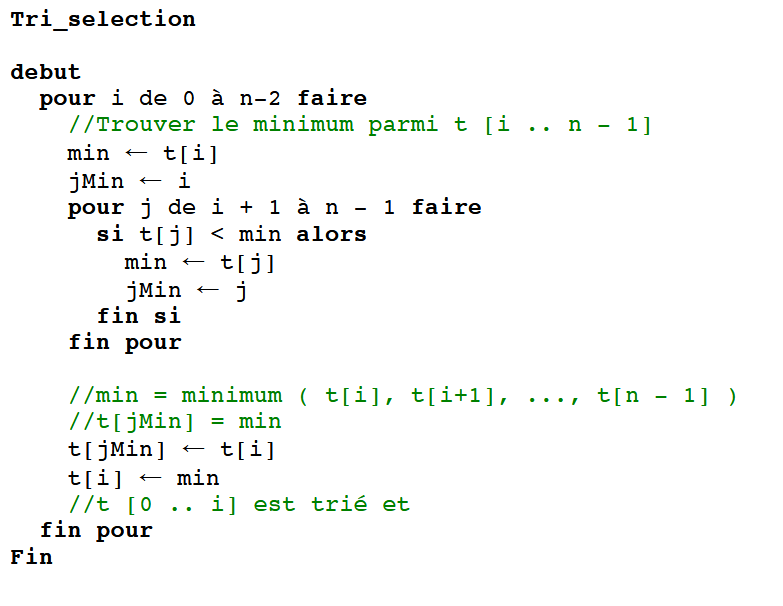 Tri_selection
debut
pour i de 0 à n-2 faire
//Trouver le minimum parmi t [i .. n - 1]
min ← t[i]
jMin ← i
pour j de i + 1 à n - 1 faire
si t[j] < min alors
min ← t[j]
jMin ← j
fin si
fin pour
//min = minimum ( t[i], t[i+1], ..., t[n - 1] )
//t[jMin] = min
t[jMin] ← t[i]
t[i] ← min
//t [0 .. i] est trié et
fin pour
Fin